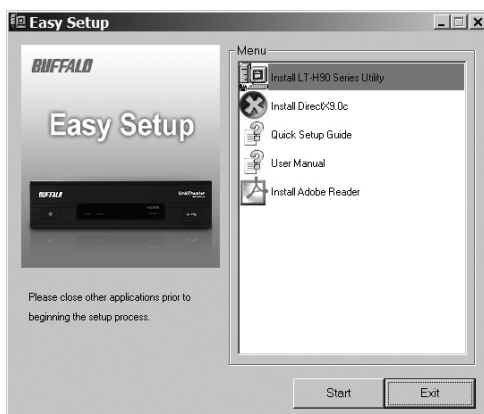 Easy Setup
BUFFALO
Easy Setup
BUFFALO
LinkTheater
Please close other applications prior to
beginning the setup process.
Menu
Install LT-H90 Series Utility
Install DirectX9.0c
Quick Setup Guide
User Manual
Install Adobe Reader
Start
Exit